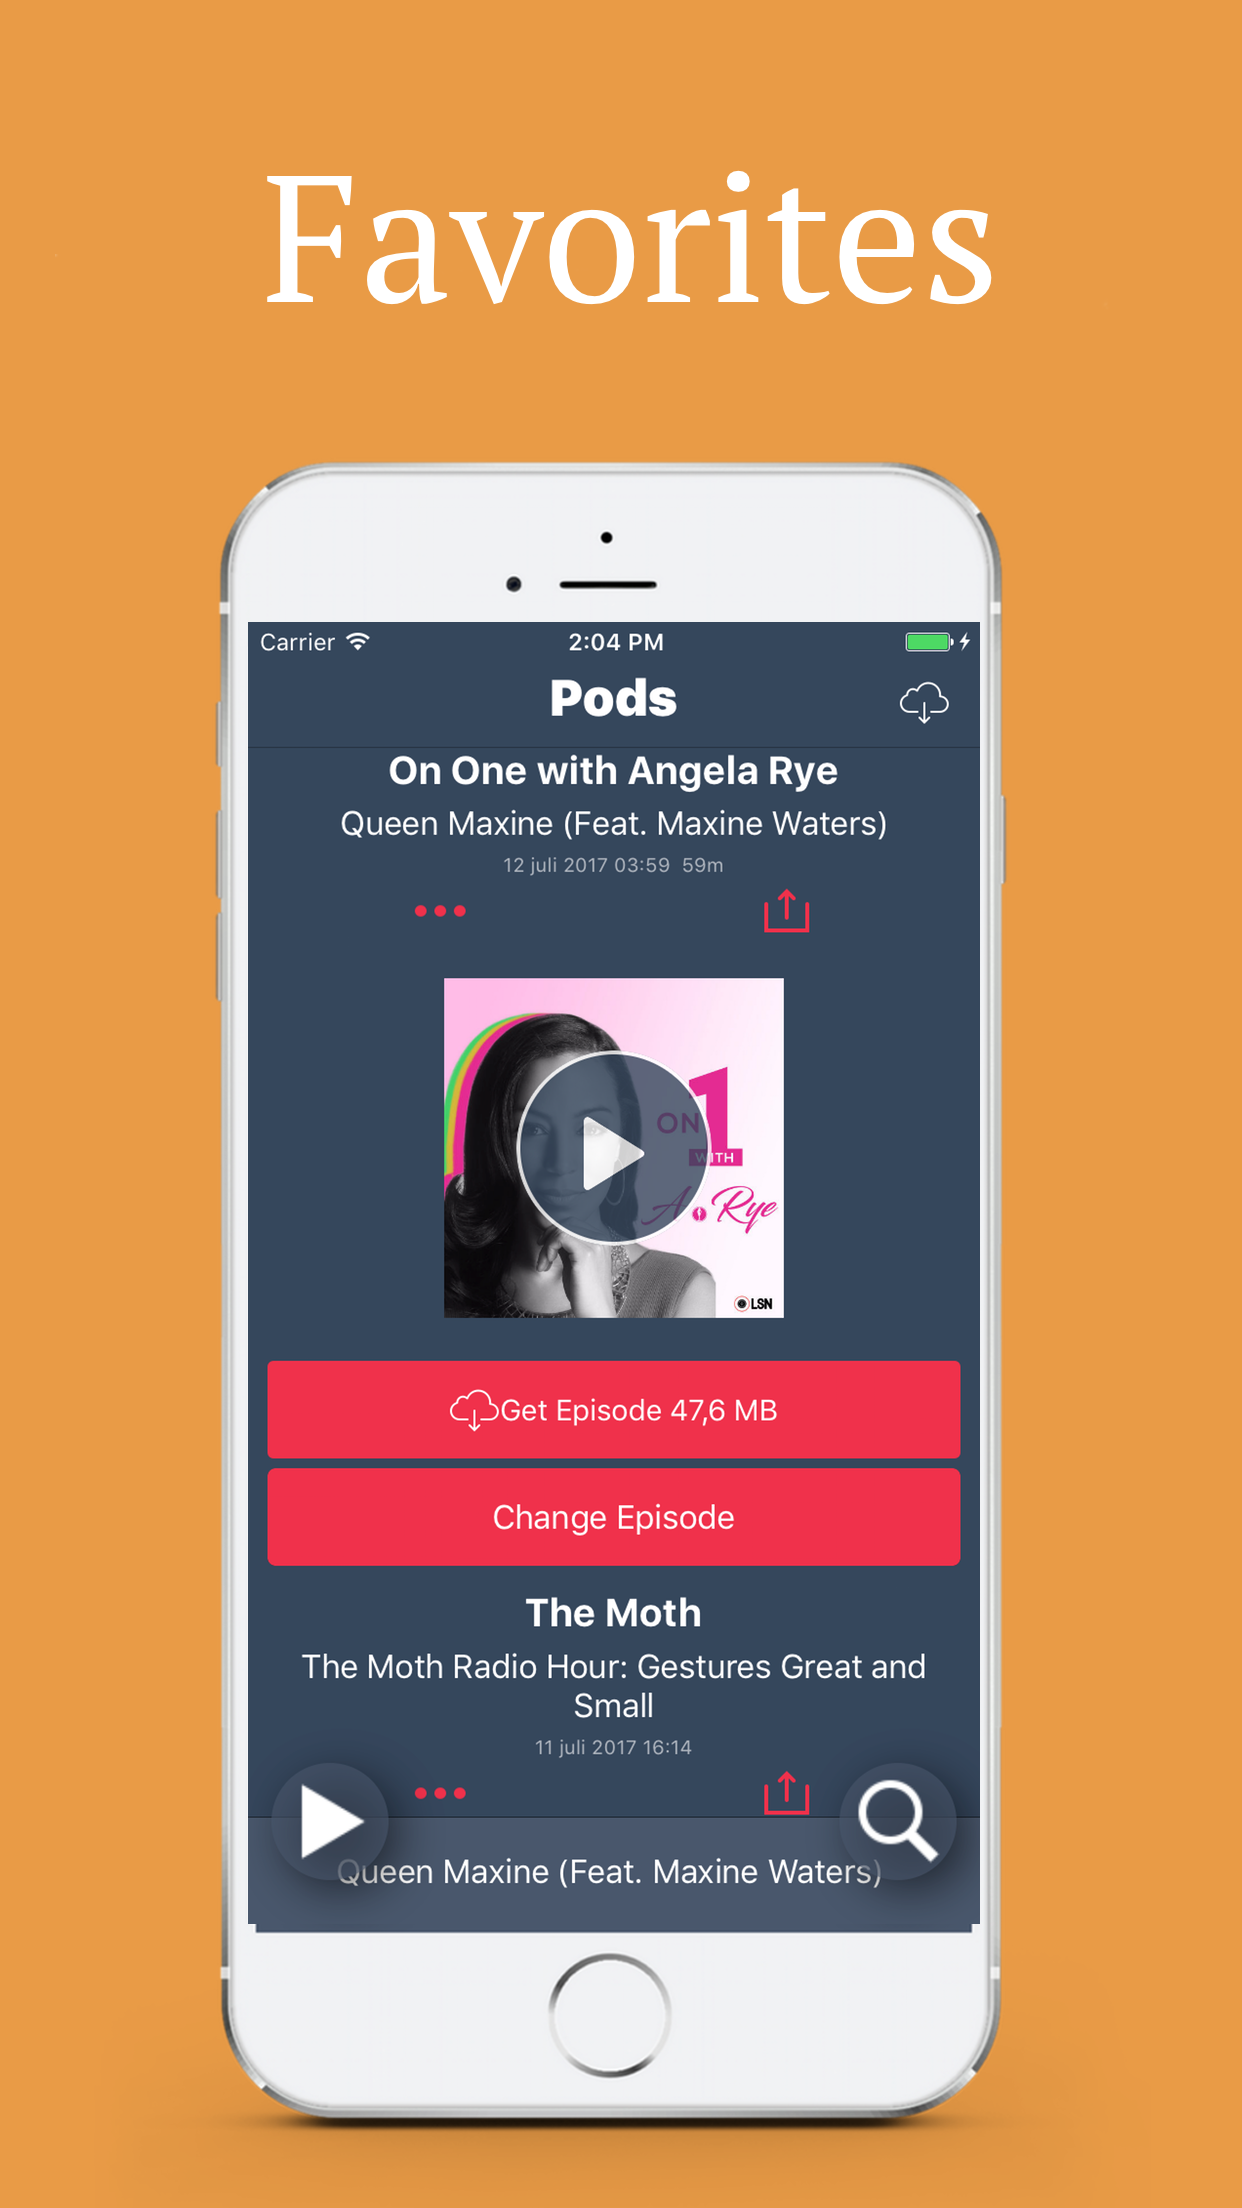 Favorites
Carrier 2:04 PM
Pods
On One with Angela Rye
Queen Maxine (Feat. Maxine Waters)
12 juli 2017 03:59 59m
ON 1
WITH
A. Rye
LSN
Get Episode 47,6 MB
Change Episode
The Moth
The Moth Radio Hour: Gestures Great and
Small
11 juli 2017 16:14
Queen Maxine (Feat. Maxine Waters)